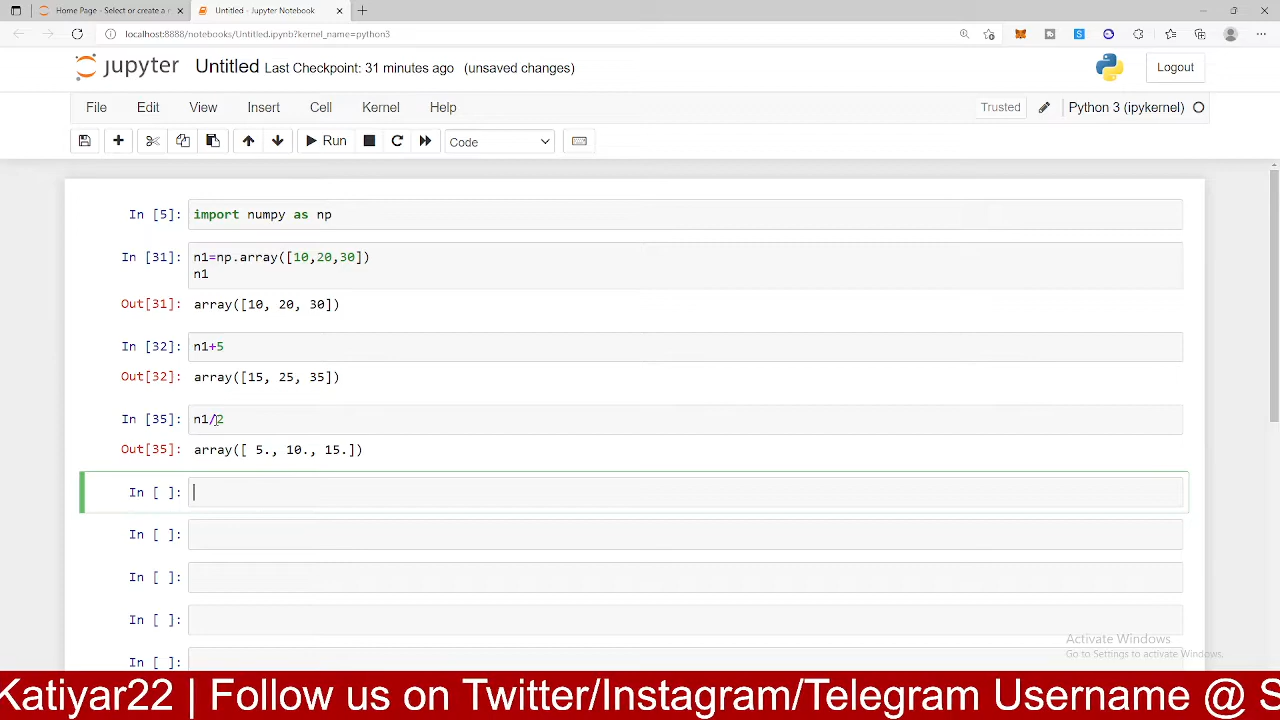 Home Page - Select or create a n
Untitled - Jupyter Notebook
localhost:8888/notebooks/Untitled.ipynb?kernel_name=python3
jupyter Untitled Last Checkpoint: 31 minutes ago (unsaved changes)
Logout
File Edit View Insert Cell Kernel Help
Trusted
Python 3 (ipykernel)
Run
Code
In [5]: import numpy as np
In [31]: n1=np.array([10,20,30])
n1
Out[31]: array([10, 20, 30])
In [32]: n1+5
Out[32]: array([15, 25, 35])
In [35]: n1/2
Out[35]: array([ 5., 10., 15.])
In [ ]:
In [ ]:
In [ ]:
In [ ]:
In [ ]:
Activate Windows
Go to Settings to activate Windows.
Katiyar22 | Follow us on Twitter/Instagram/Telegram Username @ S